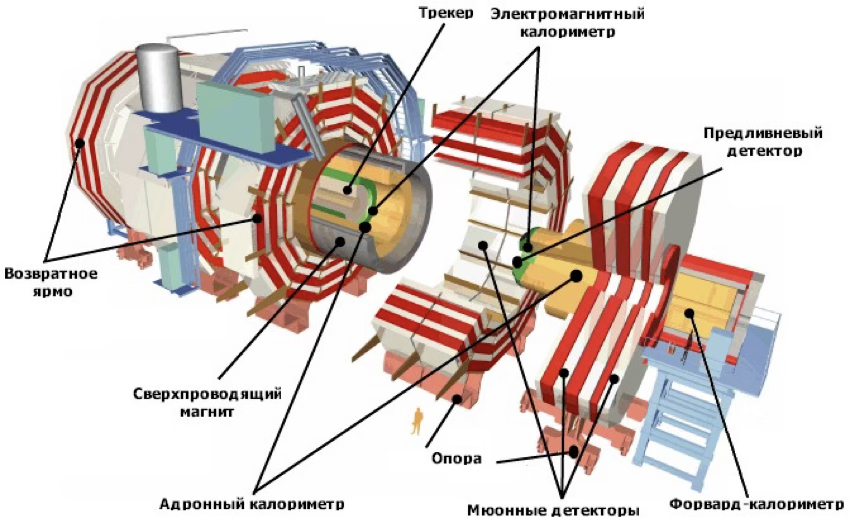 Трекер
Электромагнитный
калориметр
Предливневый
детектор
Возвратное
ярмо
Сверхпроводящий
магнит
Опора
Адронный калориметр
Мюонные детекторы
Форвард-калориметр